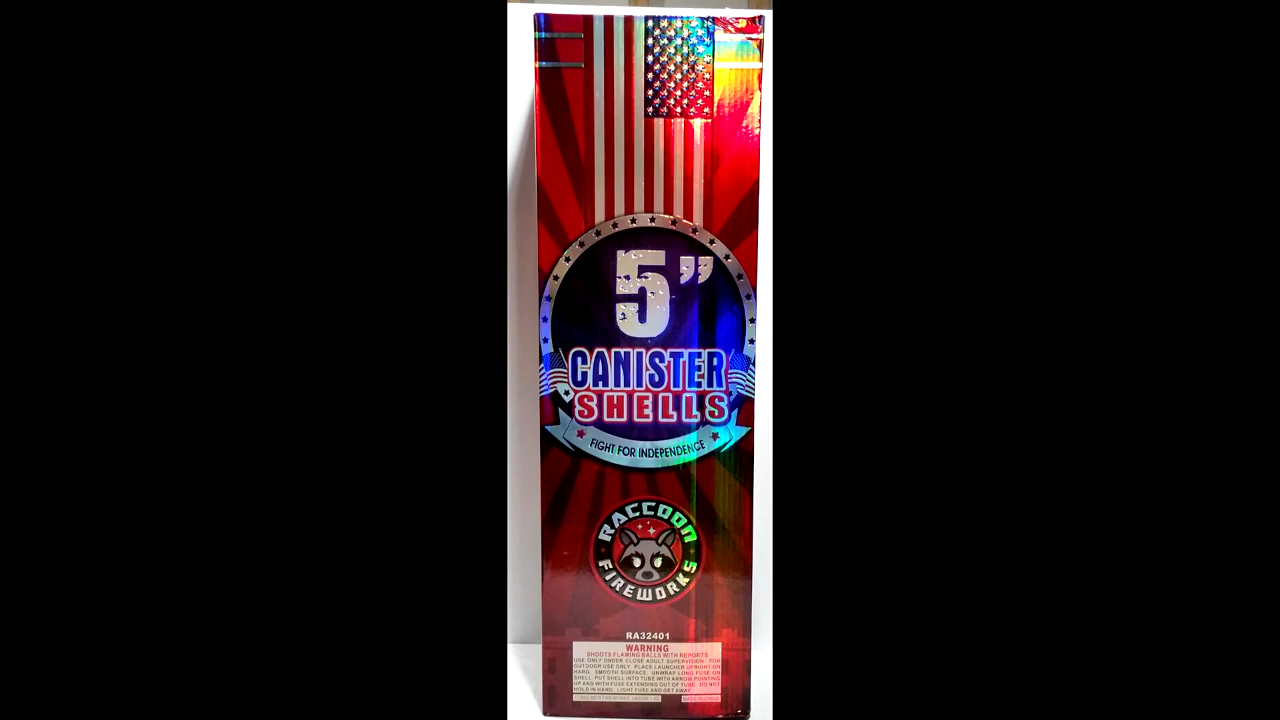 5”
CANISTER
SHELLS
FIGHT FOR INDEPENDENCE
RACCOON
FIREWORKS
RA32401
WARNING
SHOOTS FLAMING BALLS WITH REPORTS
USE ONLY UNDER CLOSE ADULT SUPERVISION. FOR
OUTDOOR USE ONLY. PLACE LAUNCHER UPRIGHT ON
HARD, SMOOTH SURFACE. UNWRAP LONG FUSE ON
SHELL. PUT SHELL INTO TUBE WITH ARROW POINTING
UP AND WITH FUSE EXTENDING OUT OF TUBE. DO NOT
HOLD IN HAND. LIGHT FUSE AND GET AWAY.
CONSUMER FIREWORKS